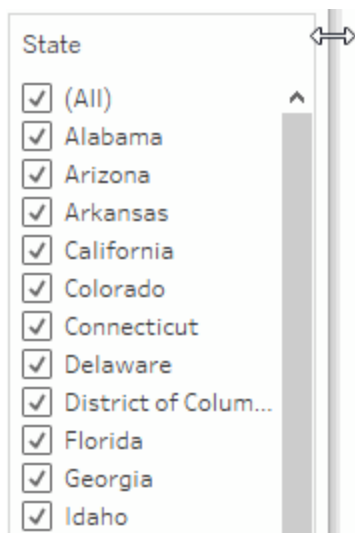 State
(All)
Alabama
Arizona
Arkansas
California
Colorado
Connecticut
Delaware
District of Colum...
Florida
Georgia
Idaho